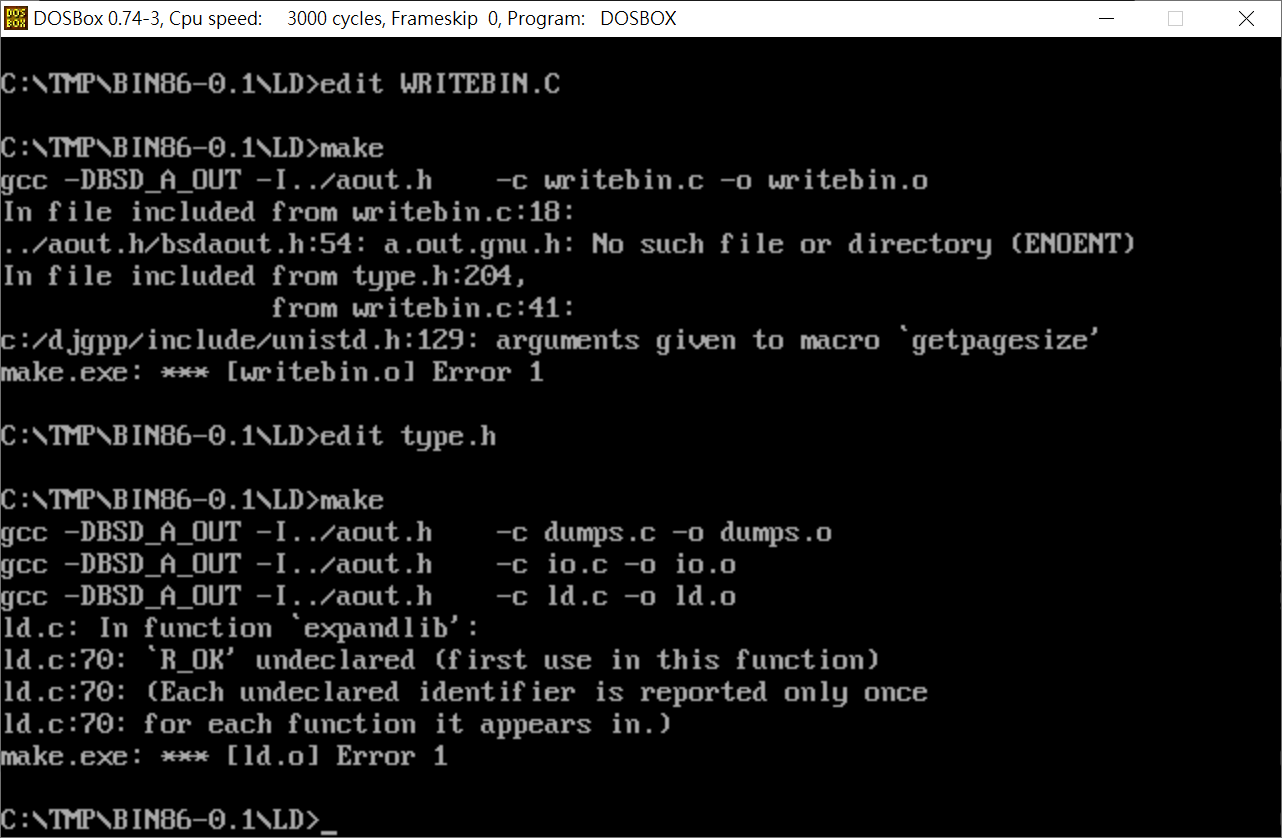 DOSBox 0.74-3, Cpu speed:    3000 cycles, Frameskip  0, Program:   DOSBOX
C:\TMP\BIN86-0.1\LD>edit WRITEBIN.C
C:\TMP\BIN86-0.1\LD>make
gcc -DBSD_A_OUT -I../aout.h    -c writebin.c -o writebin.o
In file included from writebin.c:18:
../aout.h/bsdaout.h:54: a.out.gnu.h: No such file or directory (ENOENT)
In file included from type.h:204,
                 from writebin.c:41:
c:/djgpp/include/unistd.h:129: arguments given to macro `getpagesize'
make.exe: *** [writebin.o] Error 1
C:\TMP\BIN86-0.1\LD>edit type.h
C:\TMP\BIN86-0.1\LD>make
gcc -DBSD_A_OUT -I../aout.h    -c dumps.c -o dumps.o
gcc -DBSD_A_OUT -I../aout.h    -c io.c -o io.o
gcc -DBSD_A_OUT -I../aout.h    -c ld.c -o ld.o
ld.c: In function `expandlib':
ld.c:70: `R_OK' undeclared (first use in this function)
ld.c:70: (Each undeclared identifier is reported only once
ld.c:70: for each function it appears in.)
make.exe: *** [ld.o] Error 1
C:\TMP\BIN86-0.1\LD>_